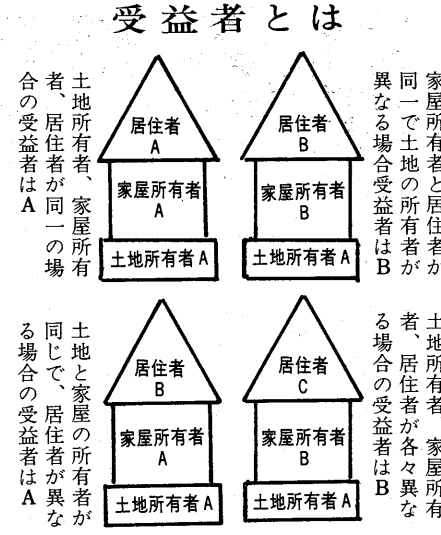 受益者とは
土地所有者、家屋所有
者、居住者が同一の場
合の受益者はA
居住者
A
家屋所有者
A
土地所有者A
居住者
B
家屋所有者
B
土地所有者A
家屋所有者と居住者が
同一で土地の所有者が
異なる場合受益者はB
土地と家屋の所有者が
同じで、居住者が異な
る場合の受益者はA
居住者
B
家屋所有者
A
土地所有者A
居住者
C
家屋所有者
B
土地所有者A
土地所有者、家屋所有
者、居住者が各々異な
る場合の受益者はB